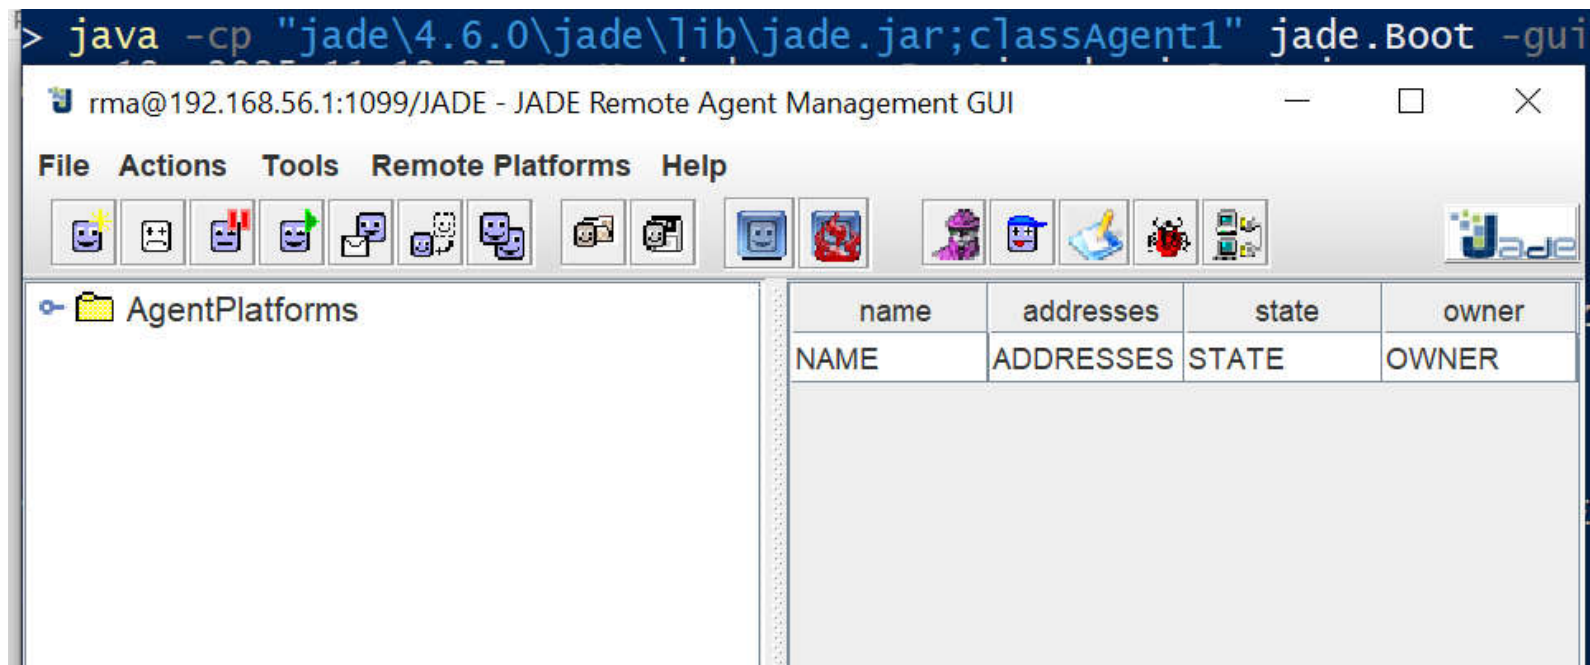 > java -cp "jade\4.6.0\jade\lib\jade.jar;classAgent1" jade.Boot -gui
rma@192.168.56.1:1099/JADE - JADE Remote Agent Management GUI
File Actions Tools Remote Platforms Help
Jade
AgentPlatforms
name addresses state owner
NAME ADDRESSES STATE OWNER